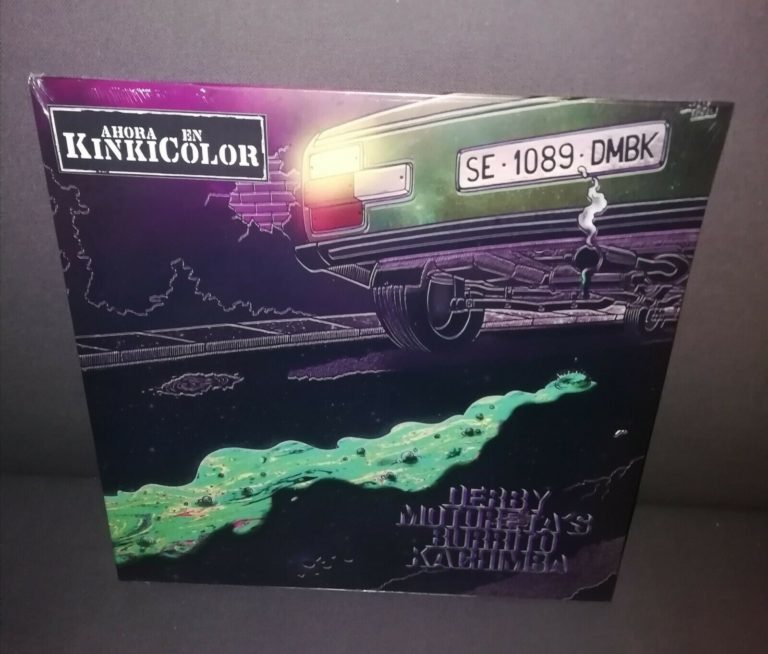 AHORA EN
KINKICOLOR
SE·1089·DMBK
DERBY
MOTORETA'S
BURRITO
KACHIMBA